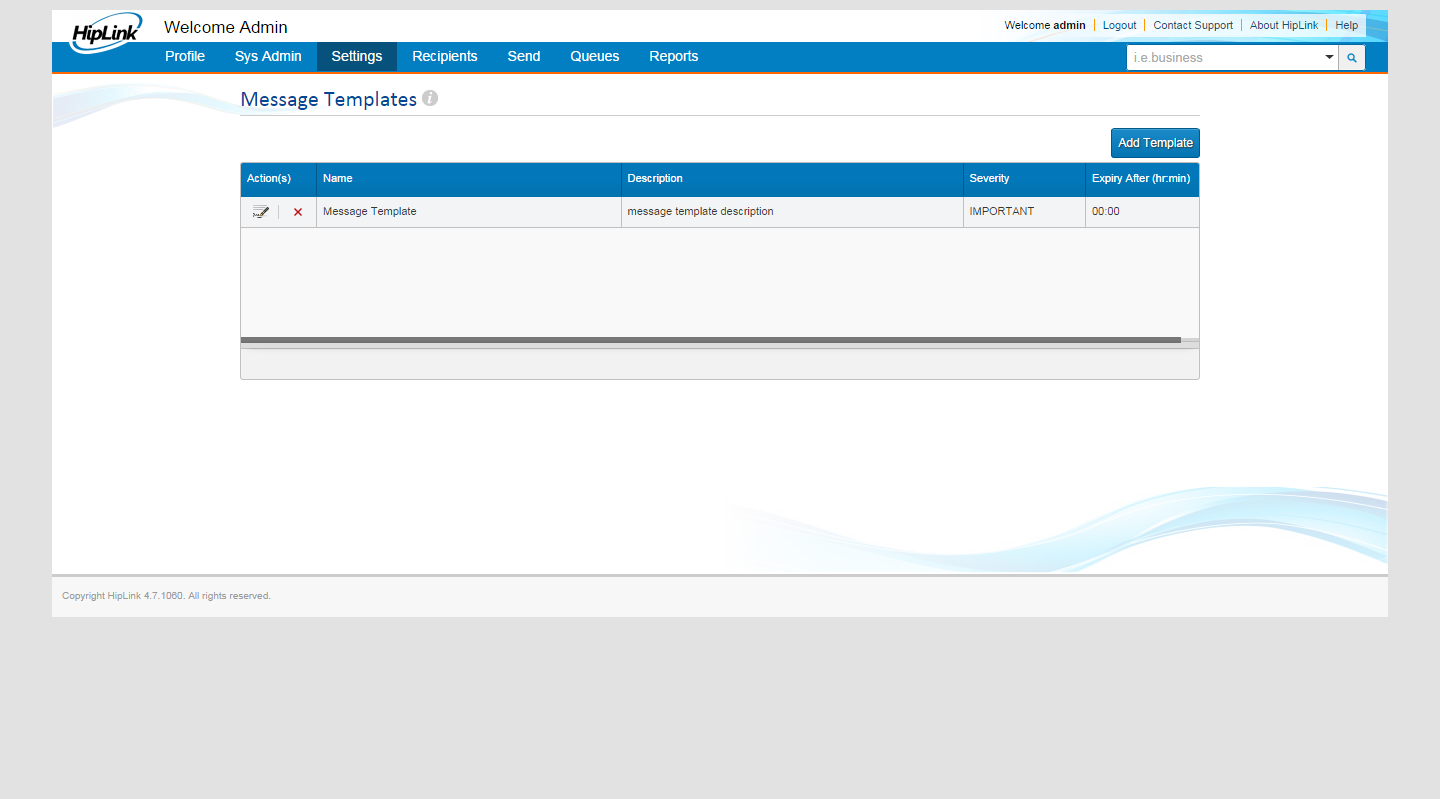 HipLink
Welcome Admin
Welcome admin Logout Contact Support About HipLink Help
Profile Sys Admin Settings Recipients Send Queues Reports
i.e.business
Message Templates i
Add Template
Action(s) Name Description Severity Expiry After (hr:min)
Message Template message template description IMPORTANT 00:00
Copyright HipLink 4.7.1060. All rights reserved.